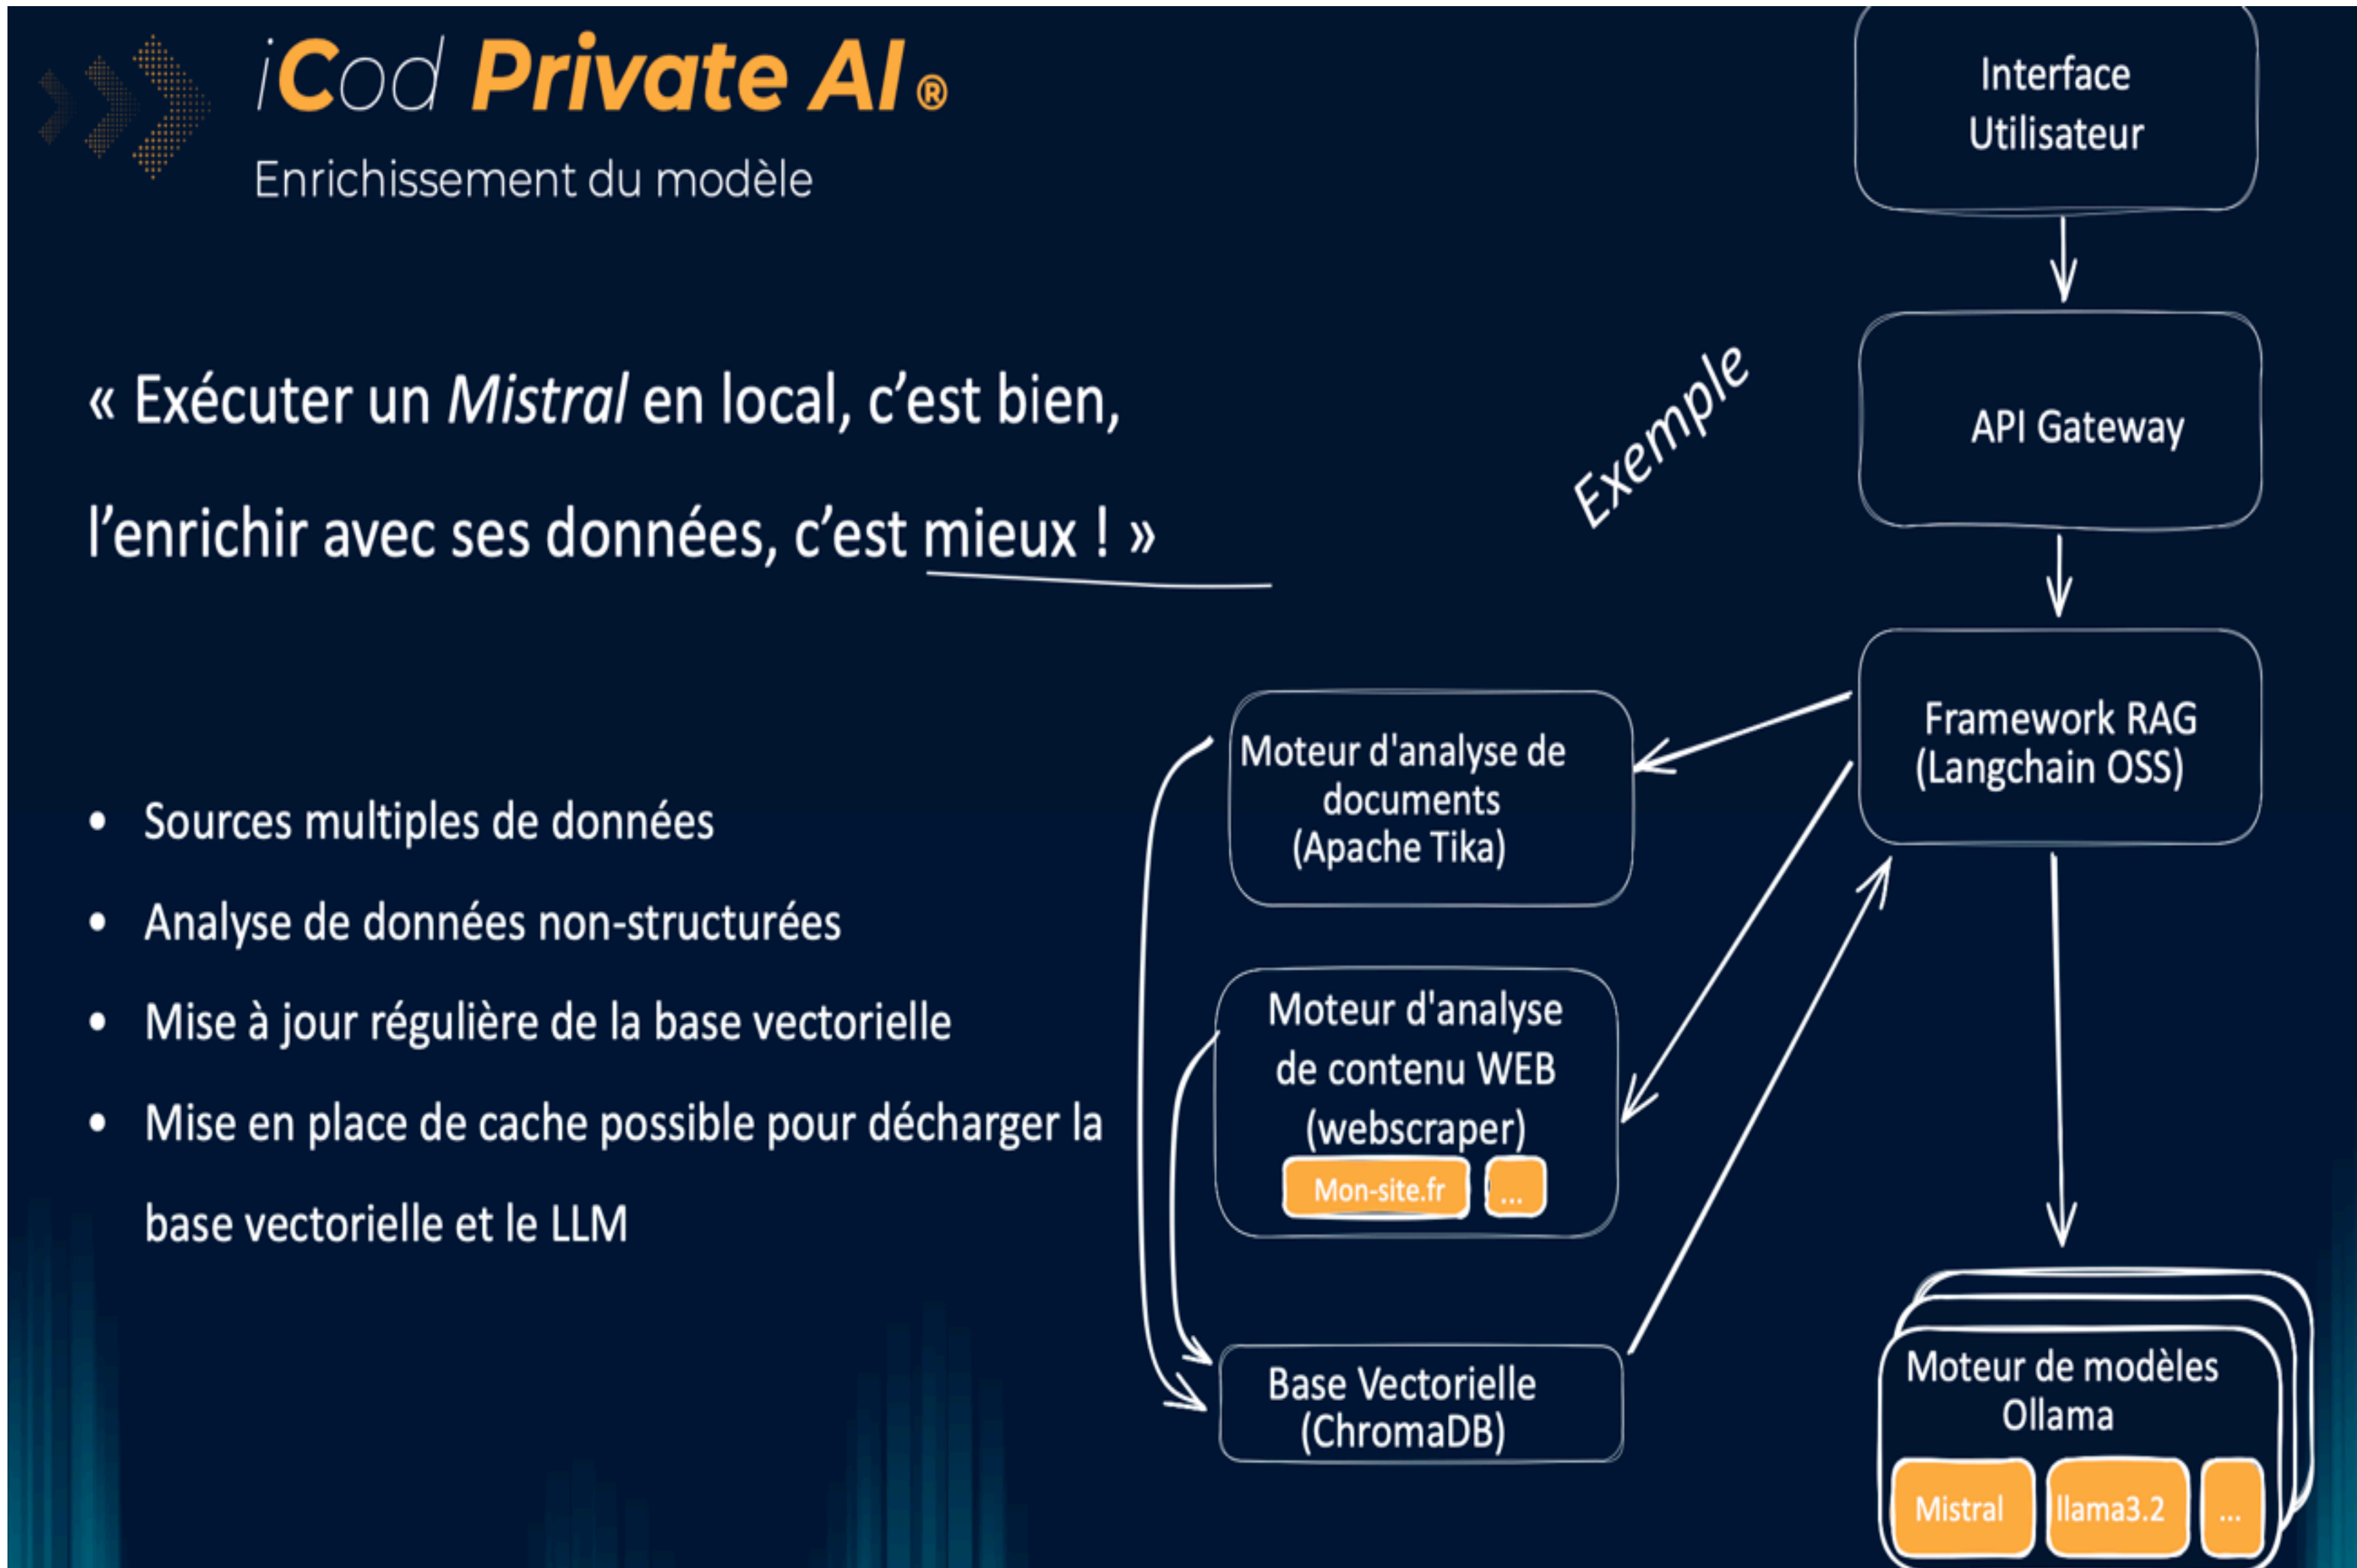 iCod Private AI ®
Enrichissement du modèle
« Exécuter un Mistral en local, c’est bien,
l’enrichir avec ses données, c’est mieux ! »
• Sources multiples de données
• Analyse de données non-structurées
• Mise à jour régulière de la base vectorielle
• Mise en place de cache possible pour décharger la
base vectorielle et le LLM
Exemple
Interface
Utilisateur
API Gateway
Framework RAG
(Langchain OSS)
Moteur d'analyse de
documents
(Apache Tika)
Moteur d'analyse
de contenu WEB
(webscraper)
Mon-site.fr
...
Base Vectorielle
(ChromaDB)
Moteur de modèles
Ollama
Mistral
llama3.2
...